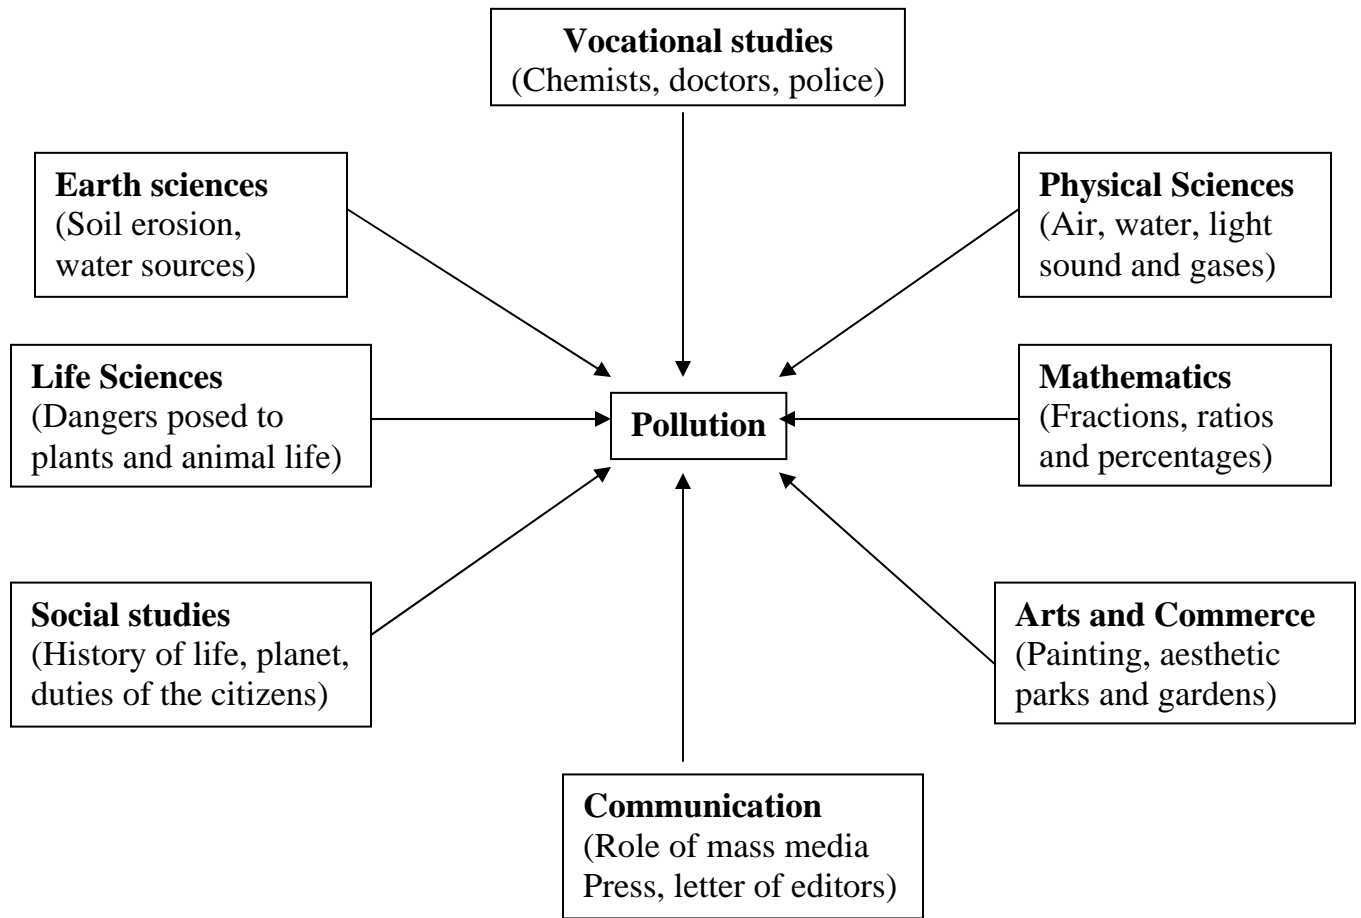 Vocational studies
(Chemists, doctors, police)
Earth sciences
(Soil erosion,
water sources)
Physical Sciences
(Air, water, light
sound and gases)
Life Sciences
(Dangers posed to
plants and animal life)
Pollution
Mathematics
(Fractions, ratios
and percentages)
Social studies
(History of life, planet,
duties of the citizens)
Arts and Commerce
(Painting, aesthetic
parks and gardens)
Communication
(Role of mass media
Press, letter of editors)